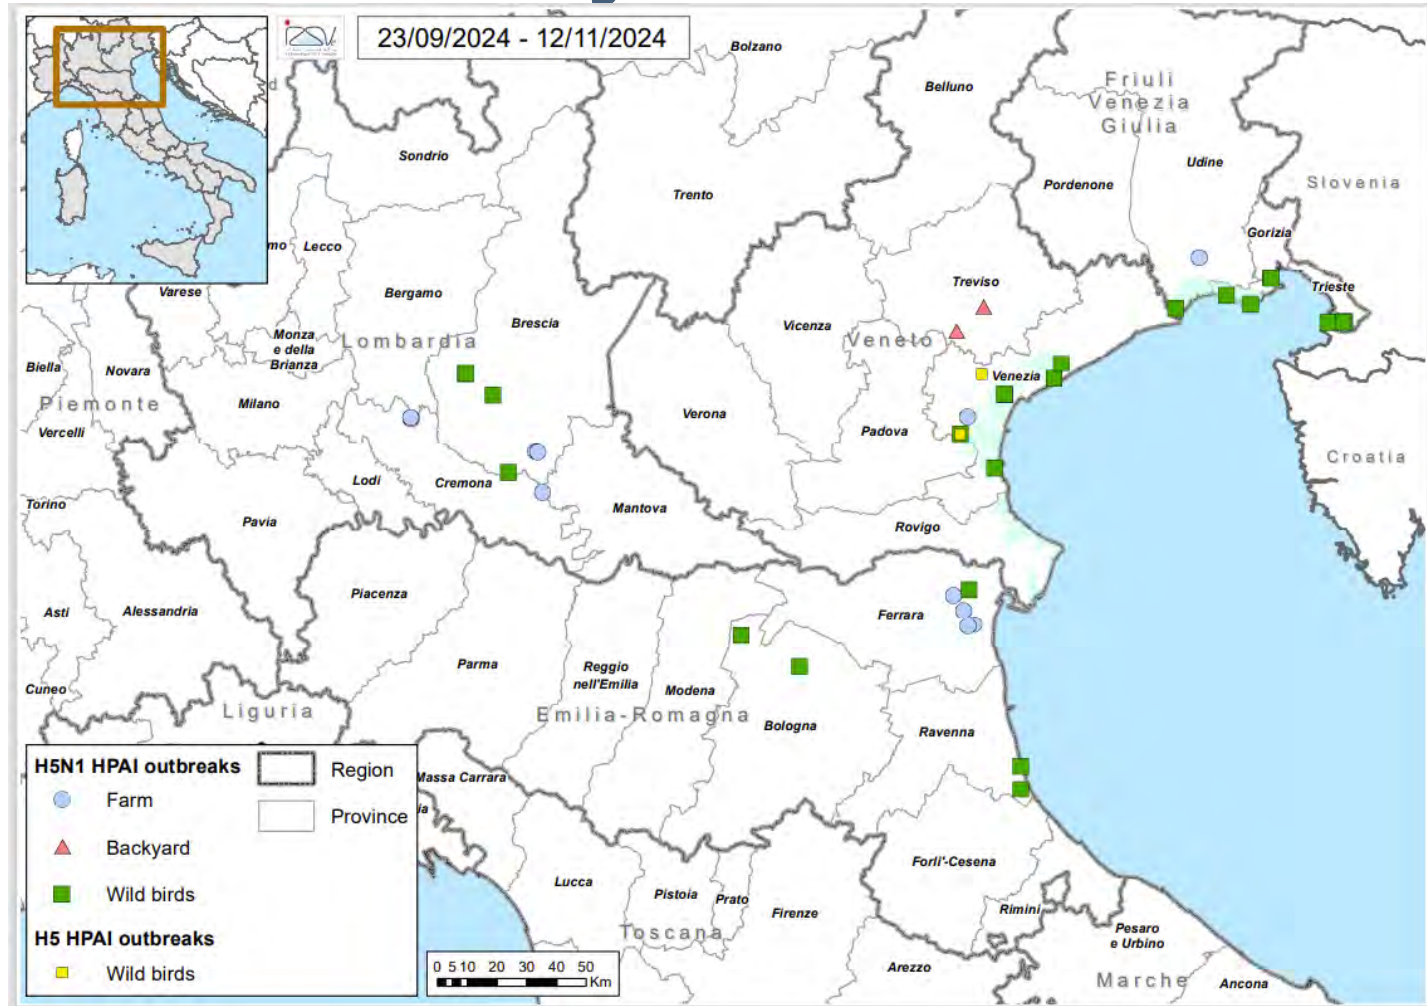 23/09/2024 - 12/11/2024
Bolzano
Belluno
Friuli
Venezia
Giulia
d
Sondrio
Udine
Trento
Pordenone
Slovenia
mo
Lecco
Gorizia
Varese
Bergamo
Treviso
Trieste
Brescia
Vicenza
Lombardia
Monza
e della
Brianza
Veneto
Biella
Novara
Venezia
Piemonte
Milano
Verona
Vercelli
Padova
Croatia
Lodi
Cremona
Torino
Mantova
Pavia
Rovigo
Piacenza
Asti
Alessandria
Ferrara
Parma
Reggio
nell'Emilia
Modena
Cuneo
Liguria
Emilia-Romagna
Bologna
Ravenna
H5N1 HPAI outbreaks
Farm
Backyard
Wild birds
H5 HPAI outbreaks
Wild birds
Region
Province
Massa Carrara
ia
Forli'-Cesena
Lucca
Pistoia
Prato
Firenze
Rimini
Toscana
Pesaro
e Urbino
Arezzo
Marche
Ancona
0 5 10 20 30 40 50
Km